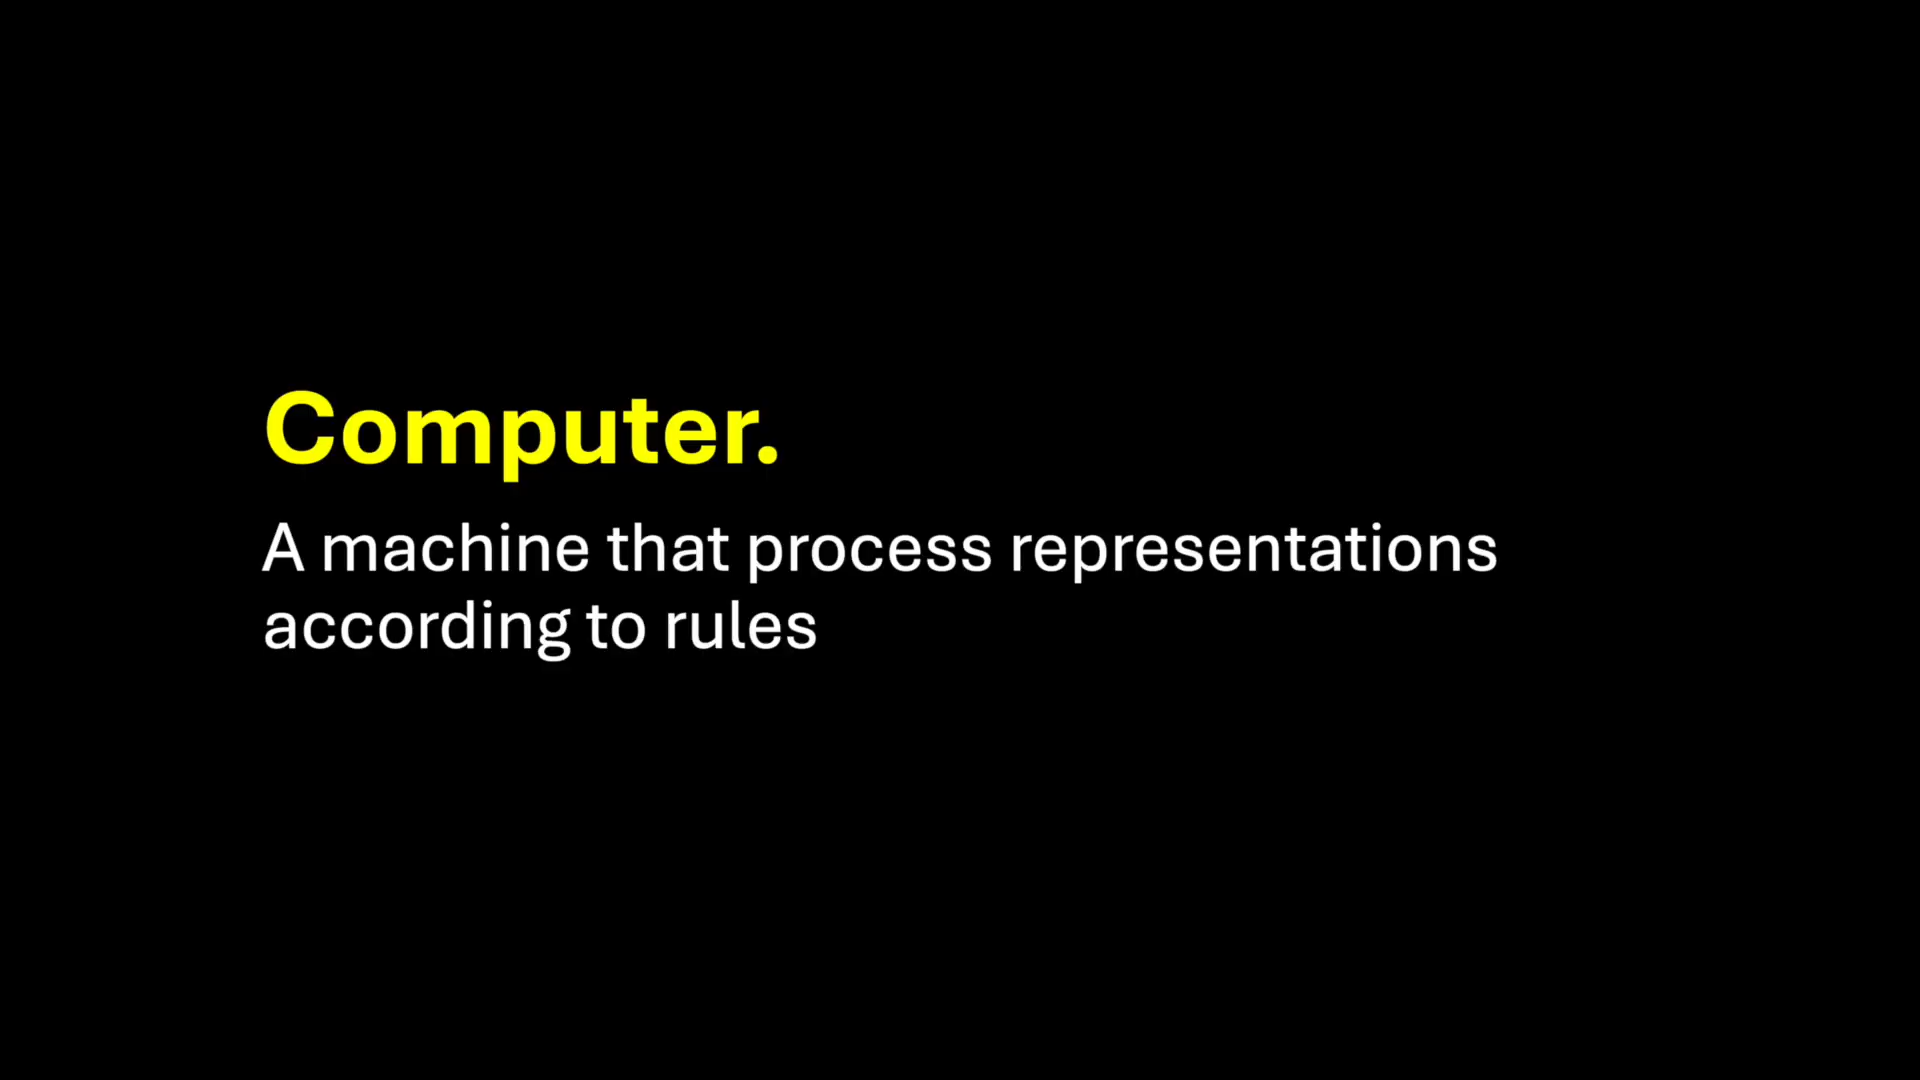 Computer.
A machine that process representations
according to rules